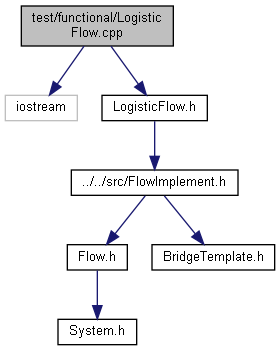 test/functional/Logistic
Flow.cpp
iostream
LogisticFlow.h
../../src/FlowImplement.h
Flow.h
BridgeTemplate.h
System.h